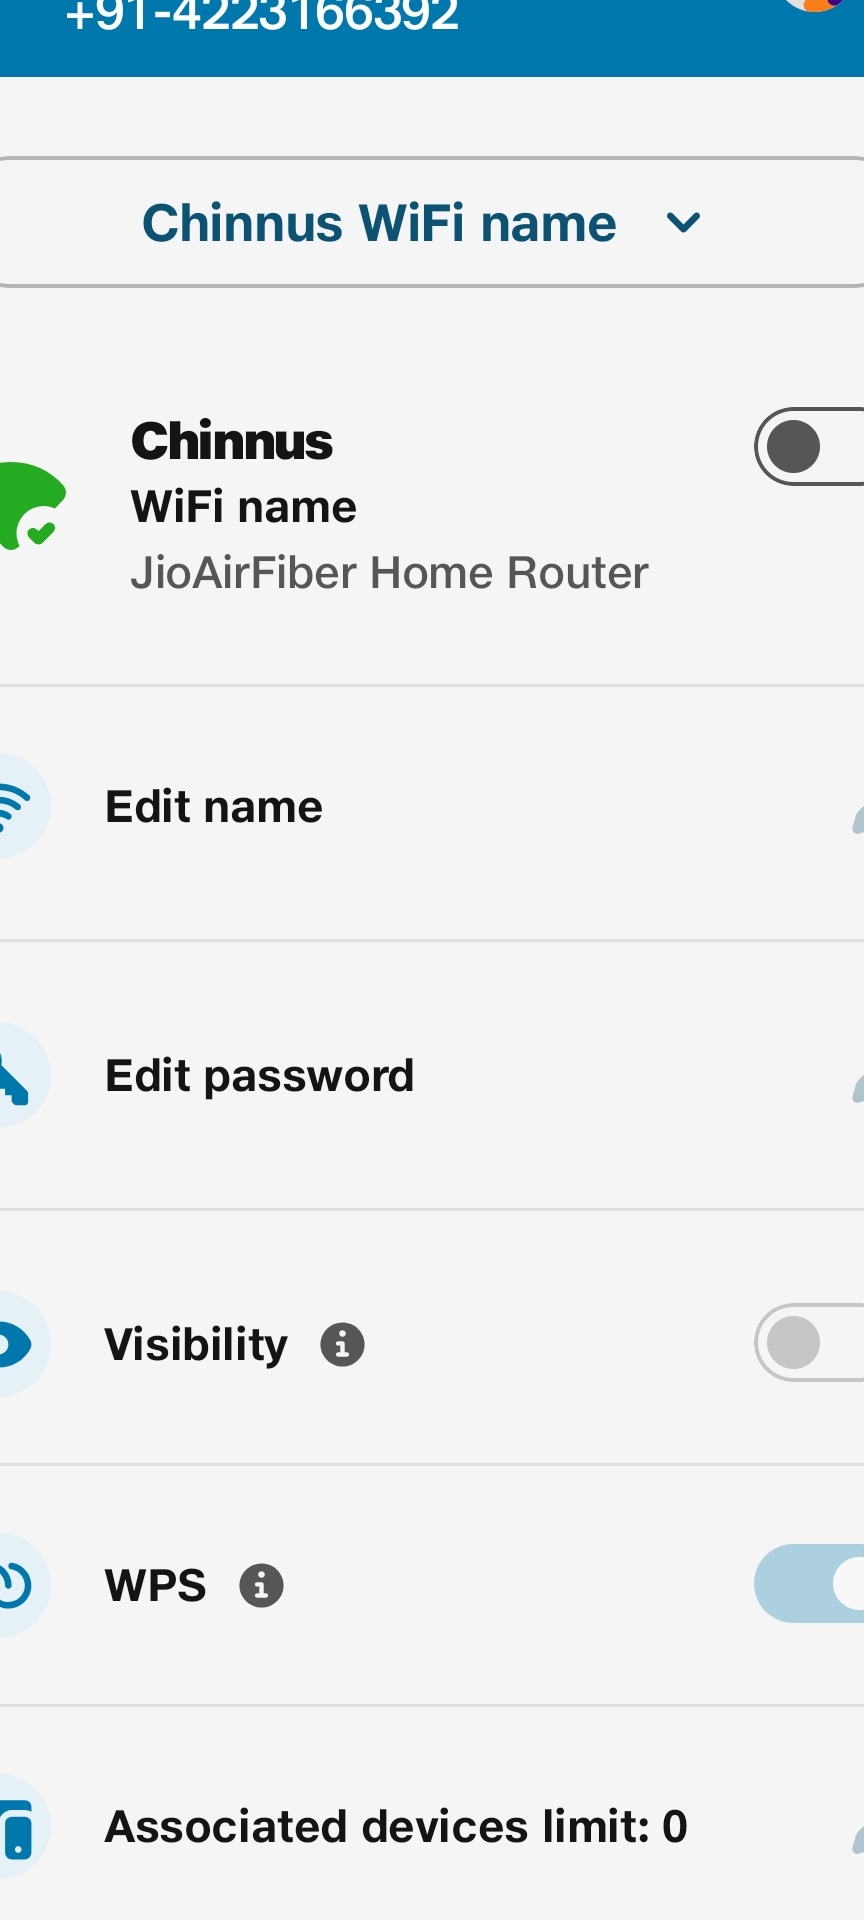 +91-4223166392
Chinnus WiFi name
Chinnus
WiFi name
JioAirFiber Home Router
Edit name
Edit password
Visibility
WPS
Associated devices limit: 0